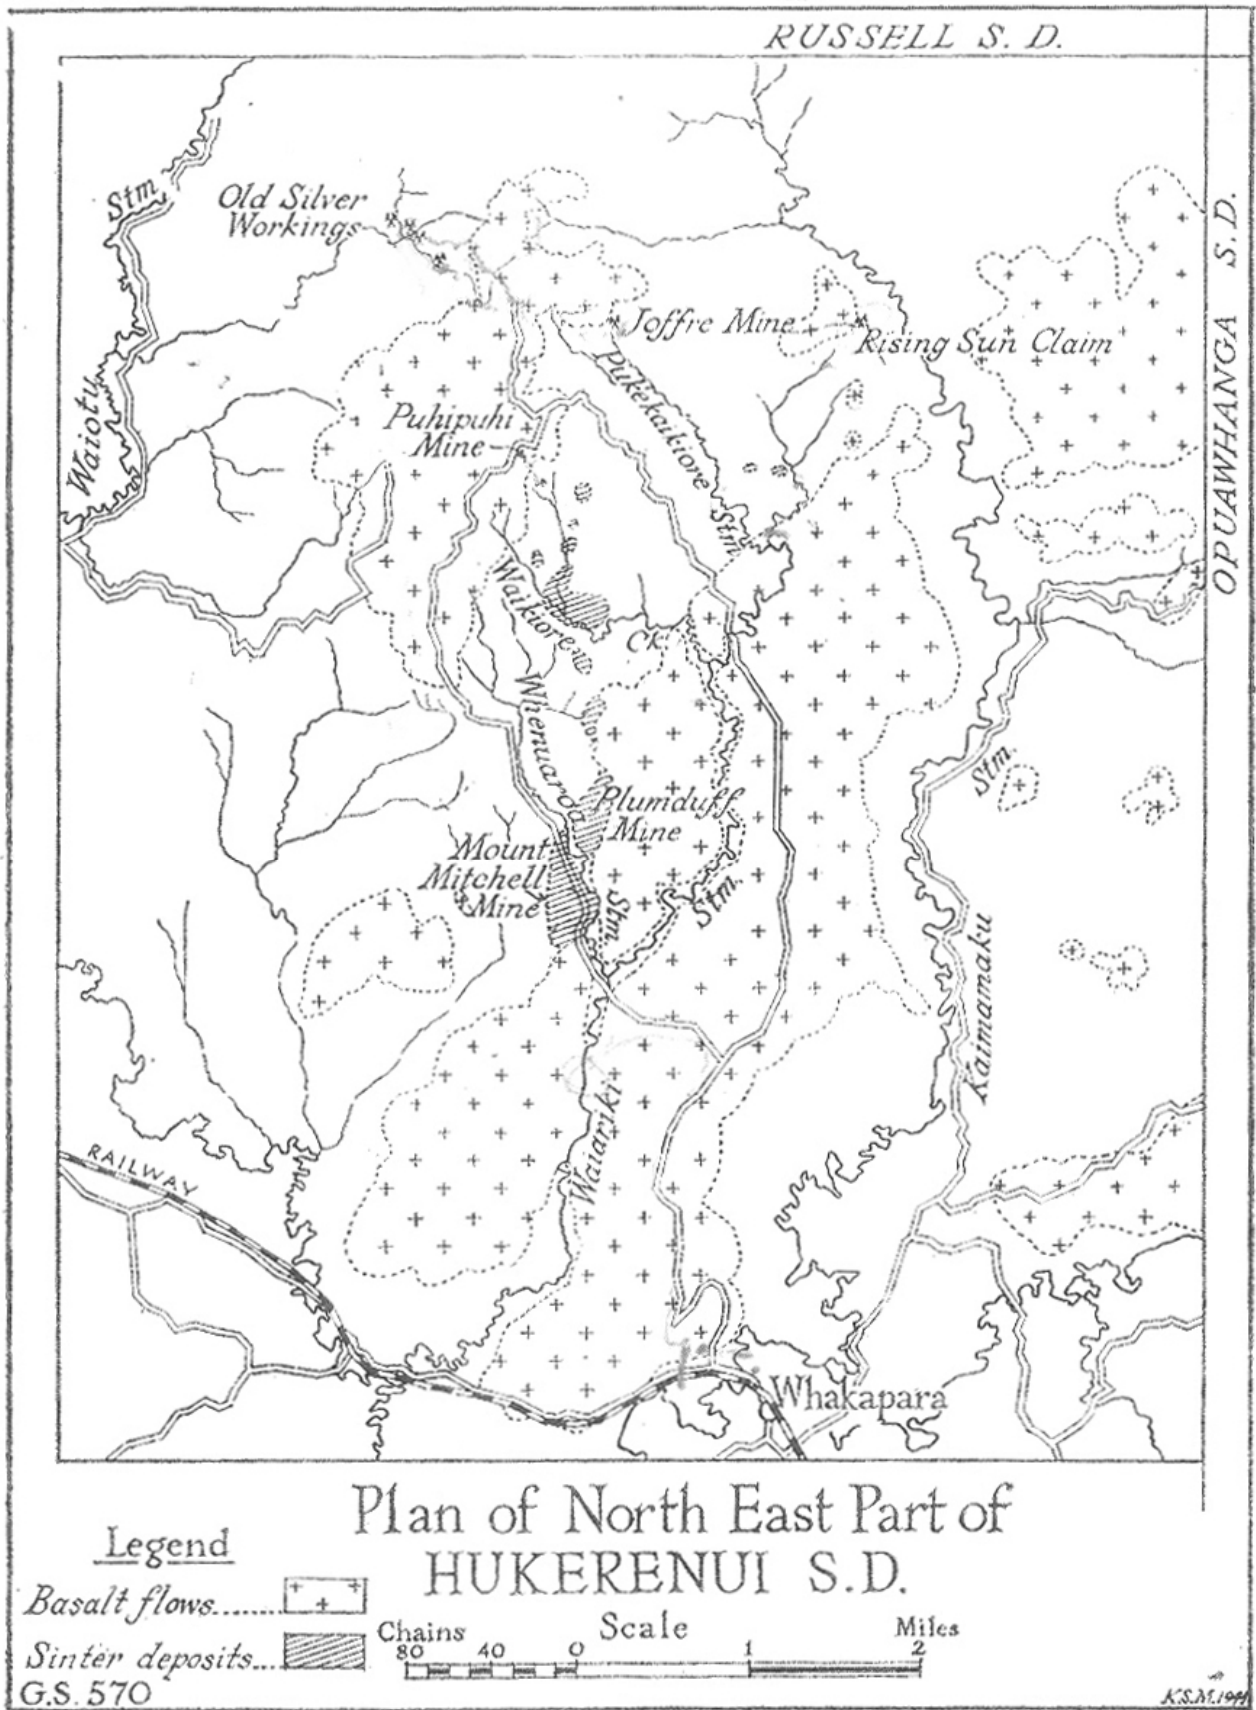 RUSSELL S. D.
OPUAWHANGA S. D.
Stm
Old Silver
Workings
Joffre Mine
Rising Sun Claim
Waiotu
Pukekaikiore Stm
Puhipuhi
Mine
Waikiore Ck
Whenuaroa Stm
Stm.
Plumduff
Mine
Mount
Mitchell
Mine
Stm.
Kaimamaku
RAILWAY
Waiariki
Whakapara
Plan of North East Part of
HUKERENUI S.D.
Legend
Basalt flows
Sinter deposits
G.S. 570
Scale
Chains
Miles
80 40 0 1 2
K.S.M. 1941